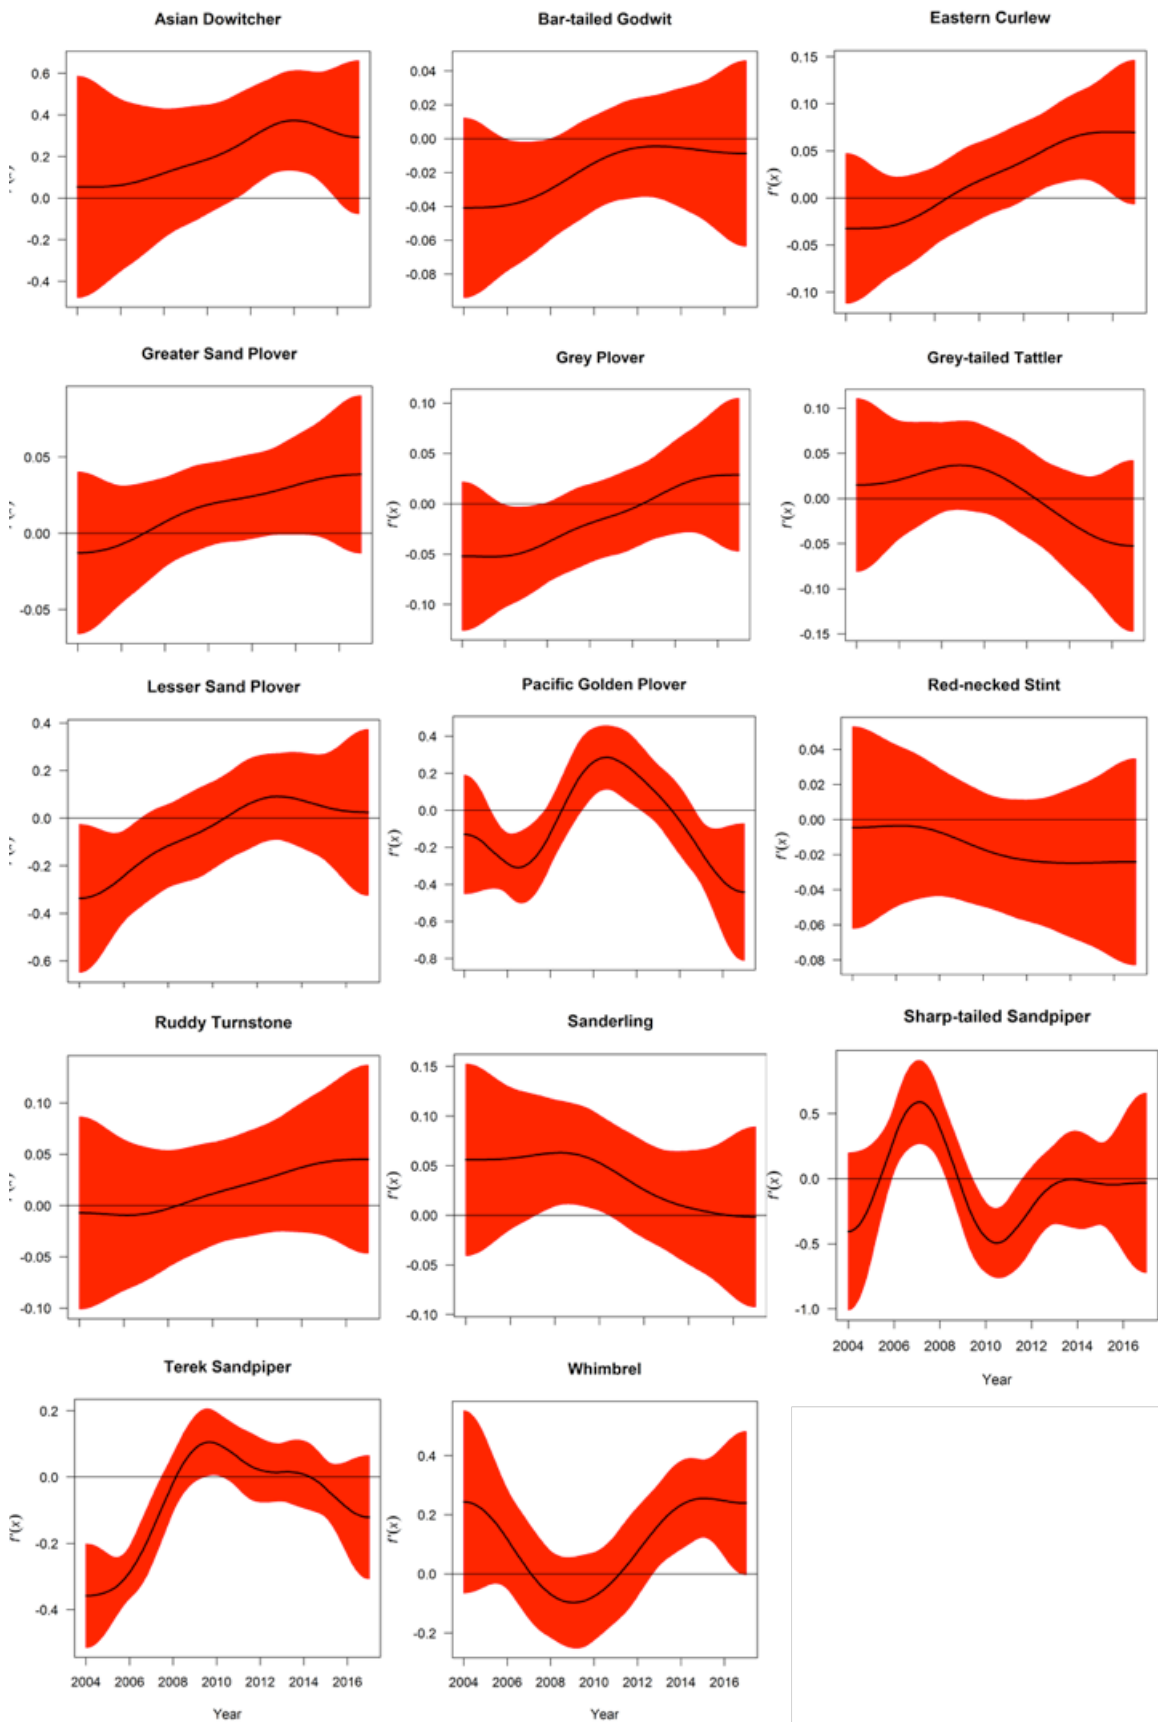 Asian Dowitcher
Bar-tailed Godwit
Eastern Curlew
0.6
0.4
0.2
0.0
-0.2
-0.4
0.04
0.02
0.00
-0.02
-0.04
-0.06
-0.08
f'(x)
0.15
0.10
0.05
0.00
-0.05
-0.10
Greater Sand Plover
Grey Plover
Grey-tailed Tattler
0.05
0.00
-0.05
f'(x)
0.10
0.05
0.00
-0.05
-0.10
f'(x)
0.10
0.05
0.00
-0.05
-0.10
-0.15
Lesser Sand Plover
Pacific Golden Plover
Red-necked Stint
0.4
0.2
0.0
-0.2
-0.4
-0.6
f'(x)
0.4
0.2
0.0
-0.2
-0.4
-0.6
-0.8
f'(x)
0.04
0.02
0.00
-0.02
-0.04
-0.06
-0.08
Ruddy Turnstone
Sanderling
Sharp-tailed Sandpiper
0.10
0.05
0.00
-0.05
-0.10
f'(x)
0.15
0.10
0.05
0.00
-0.05
-0.10
f'(x)
0.5
0.0
-0.5
-1.0
2004 2006 2008 2010 2012 2014 2016
Year
Terek Sandpiper
Whimbrel
f'(x)
0.2
0.0
-0.2
-0.4
2004 2006 2008 2010 2012 2014 2016
Year
f'(x)
0.4
0.2
0.0
-0.2
2004 2006 2008 2010 2012 2014 2016
Year